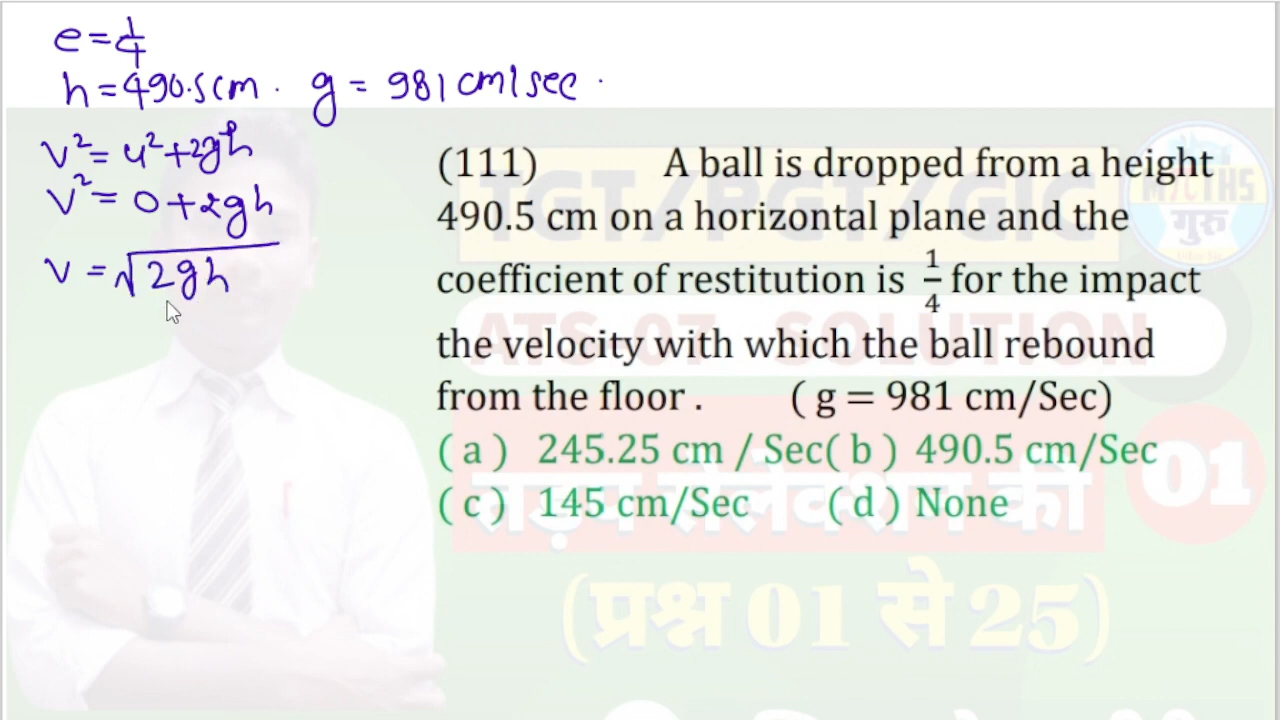 e = 1/4
h = 490.5 cm . g = 981 cm/sec .
v² = u² + 2gh
v² = 0 + 2gh
v = √2gh
(111) A ball is dropped from a height
490.5 cm on a horizontal plane and the
coefficient of restitution is 1/4 for the impact
the velocity with which the ball rebound
from the floor . ( g = 981 cm/Sec)
( a ) 245.25 cm / Sec( b ) 490.5 cm/Sec
( c ) 145 cm/Sec ( d ) None
TGT/PGT/GIC
गुरु
ATS-07 SOLUTION
सेलेक्शन की
01
(प्रश्न 01 से 25)